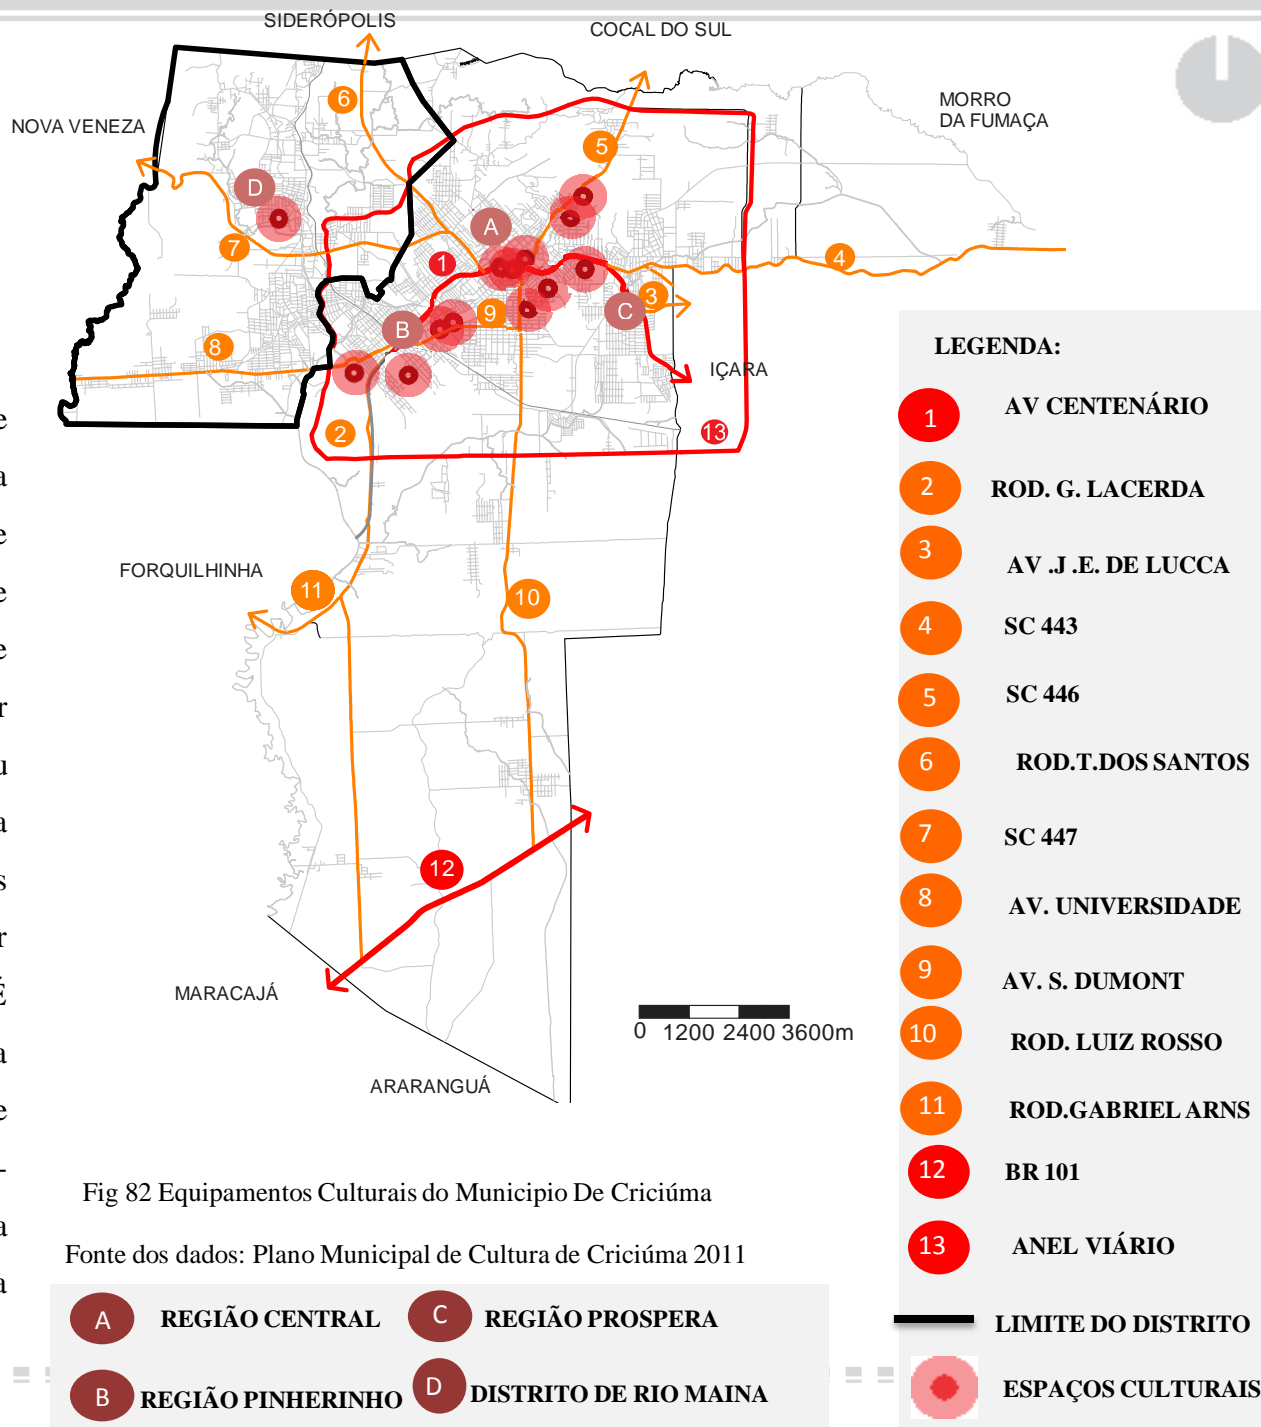 SIDERÓPOLIS
COCAL DO SUL
NOVA VENEZA
MORRO
DA FUMAÇA
6
5
D
A
7
1
4
3
9
C
B
8
IÇARA
2
13
FORQUILHINHA
11
10
12
MARACAJÁ
0 1200 2400 3600m
ARARANGUÁ
e
a
e
e
e
r
u
a
s
r
É
a
e
-
a
a
LEGENDA:
1 AV CENTENÁRIO
2 ROD. G. LACERDA
3 AV .J .E. DE LUCCA
4 SC 443
5 SC 446
6 ROD.T.DOS SANTOS
7 SC 447
8 AV. UNIVERSIDADE
9 AV. S. DUMONT
10 ROD. LUIZ ROSSO
11 ROD.GABRIEL ARNS
12 BR 101
13 ANEL VIÁRIO
LIMITE DO DISTRITO
ESPAÇOS CULTURAIS
Fig 82 Equipamentos Culturais do Municipio De Criciúma
Fonte dos dados: Plano Municipal de Cultura de Criciúma 2011
A REGIÃO CENTRAL C REGIÃO PROSPERA
B REGIÃO PINHERINHO D DISTRITO DE RIO MAINA